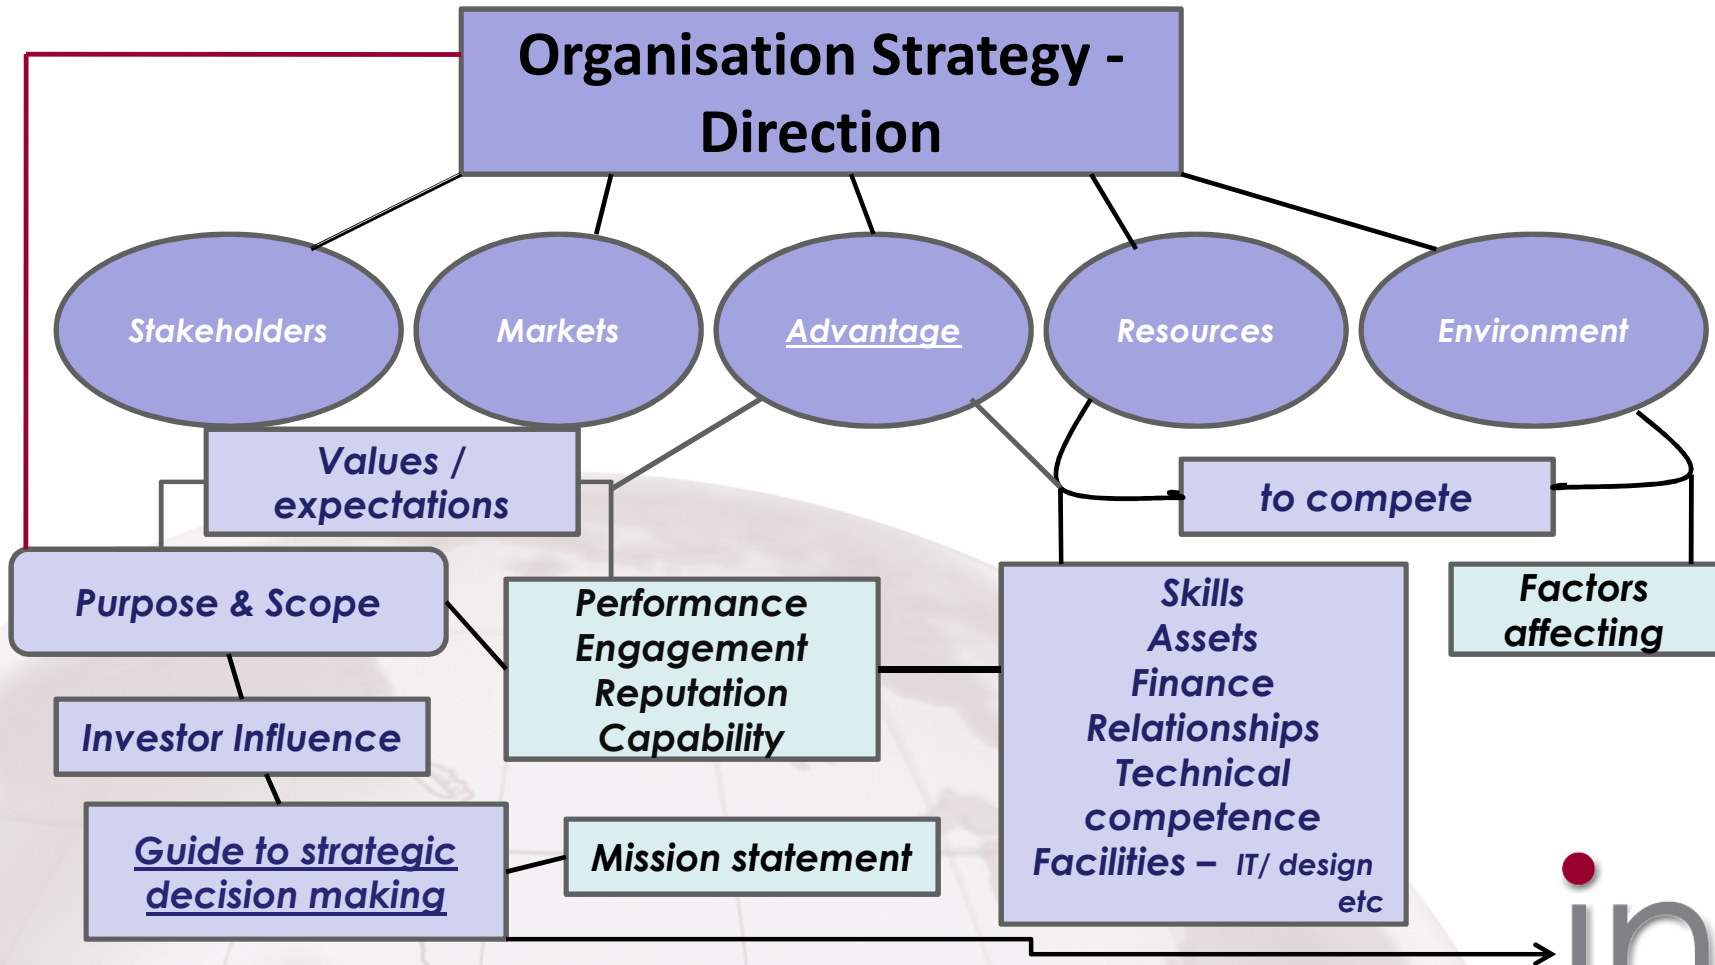 Organisation Strategy -
Direction
Stakeholders
Markets
Advantage
Resources
Environment
Values /
expectations
to compete
Purpose & Scope
Performance
Engagement
Reputation
Capability
Skills
Assets
Finance
Relationships
Technical
competence
Facilities – IT/ design
etc
Factors
affecting
Investor Influence
Guide to strategic
decision making
Mission statement
in